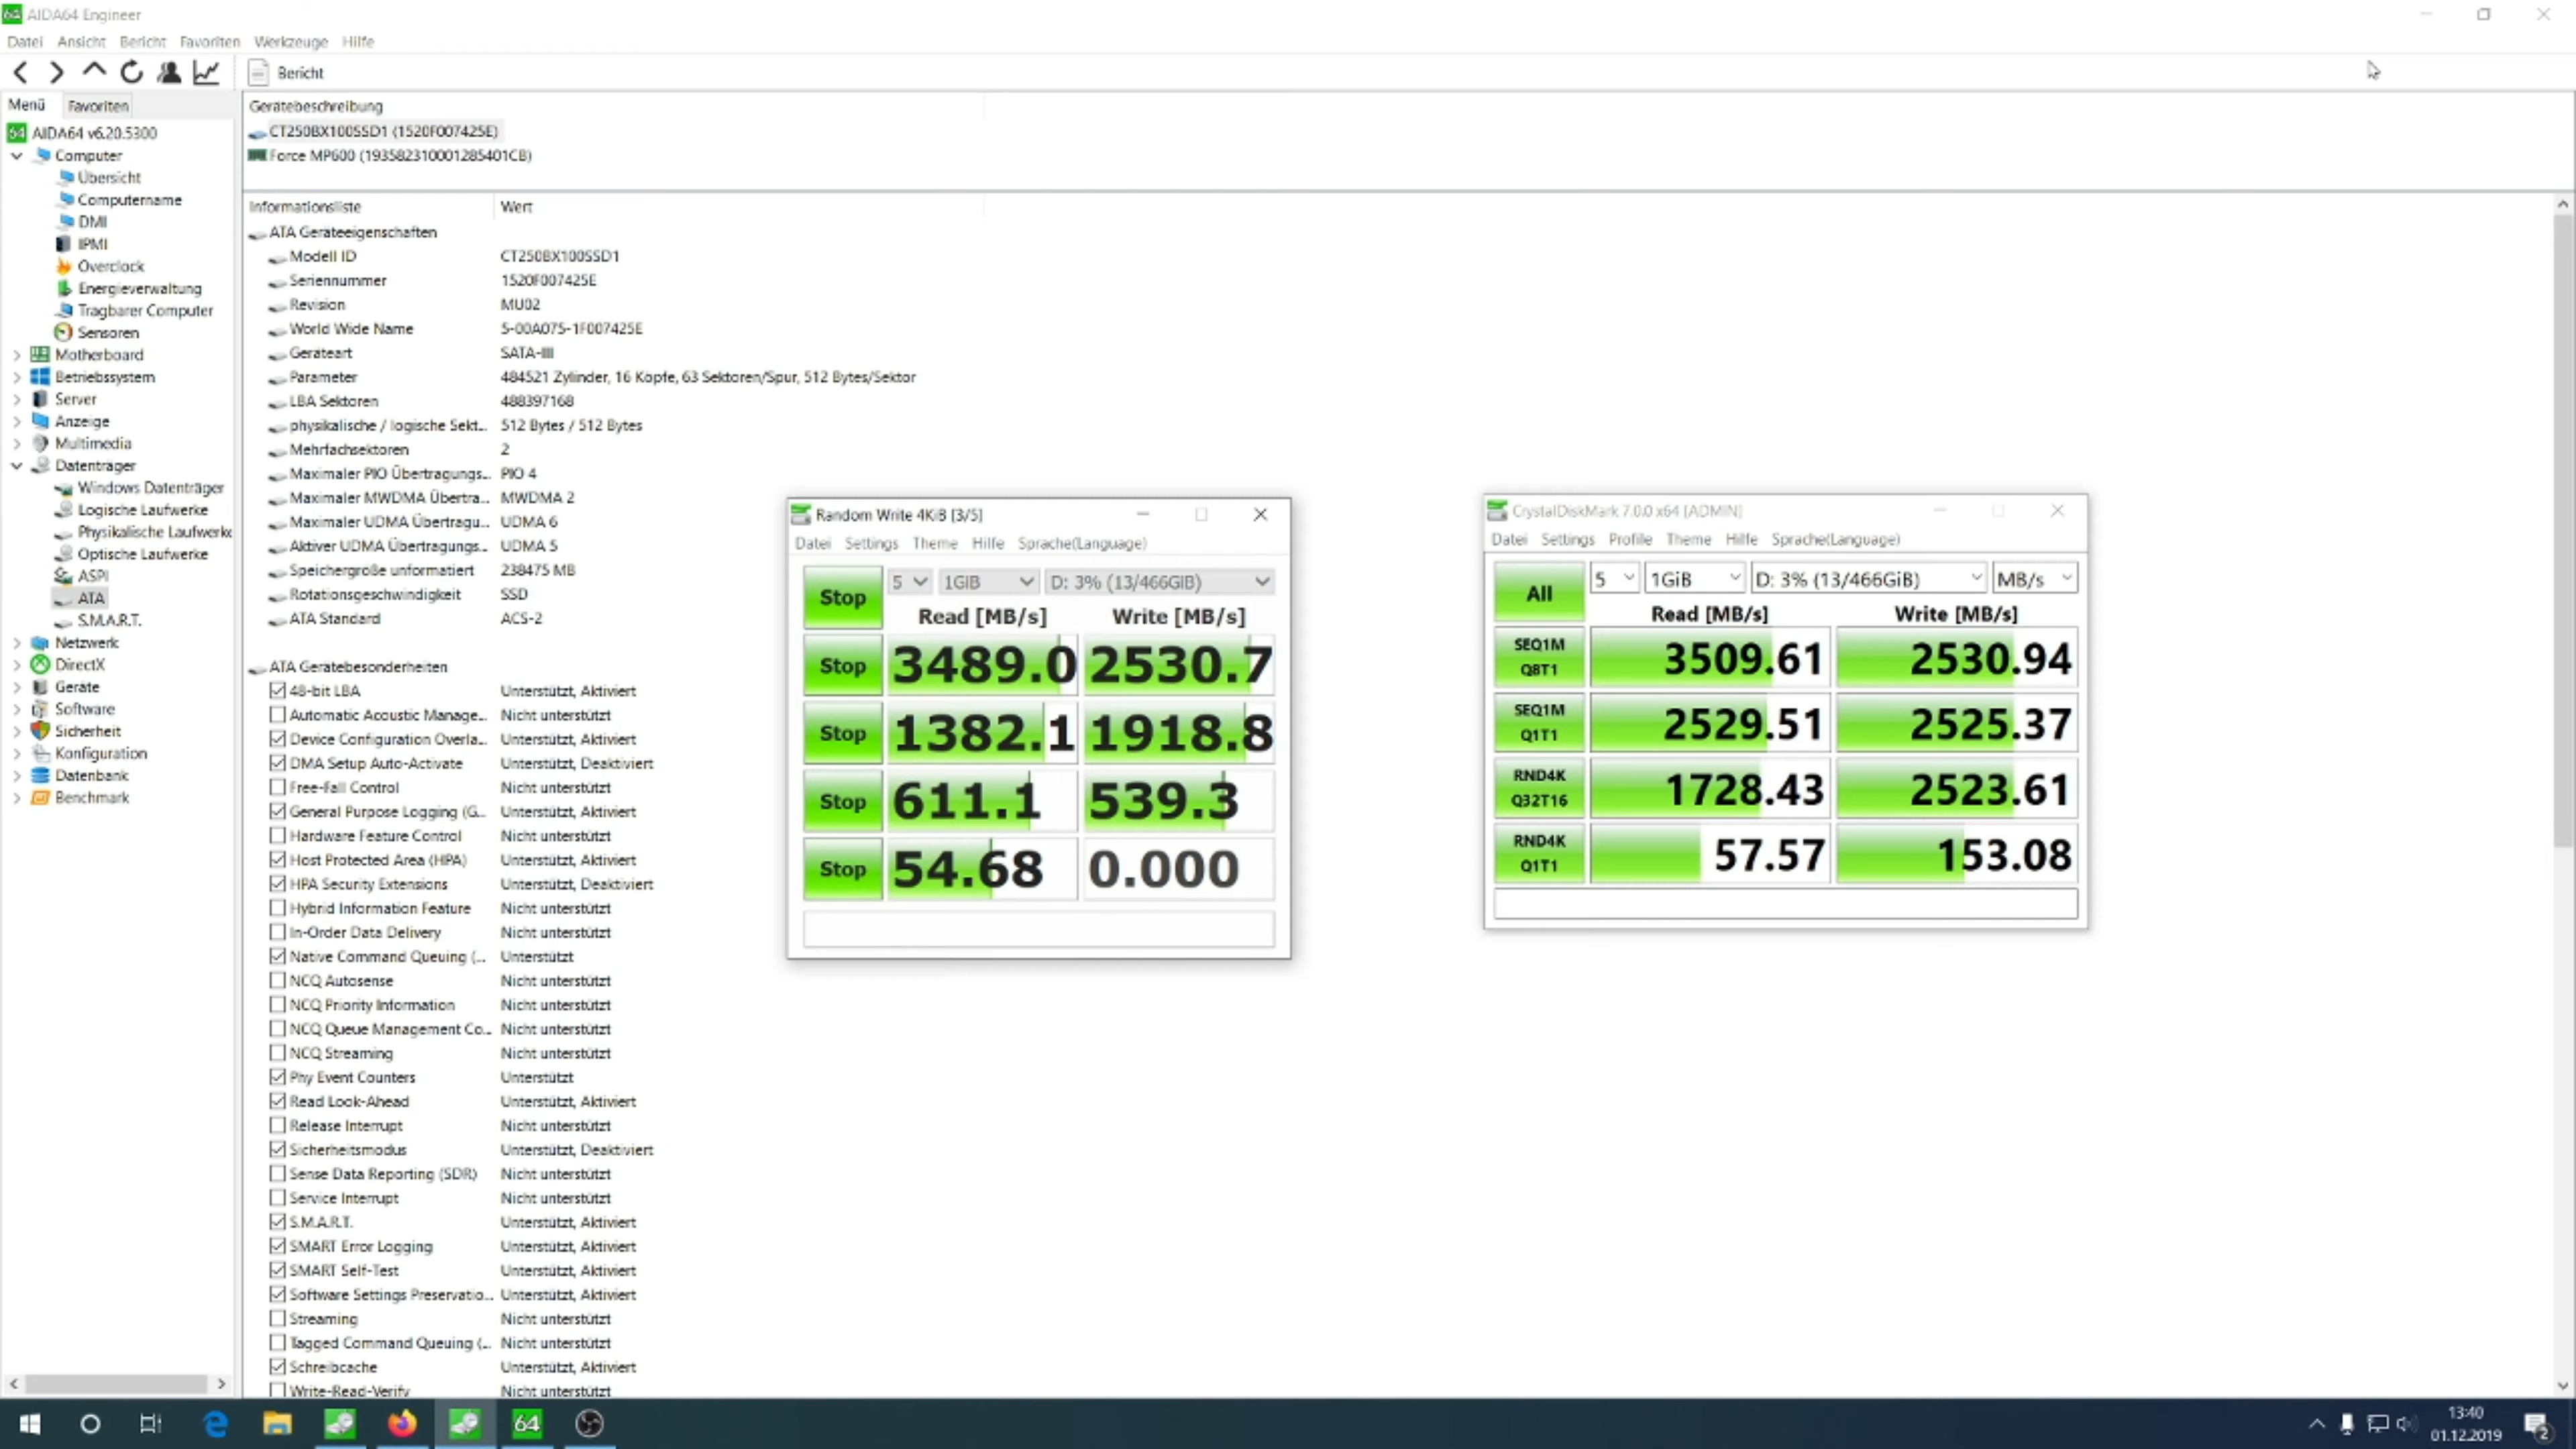 AIDA64 Engineer
Datei Ansicht Bericht Favoriten Werkzeuge Hilfe
Bericht
Menü Favoriten
AIDA64 v6.20.5300
Computer
Übersicht
Computername
DMI
IPMI
Overclock
Energieverwaltung
Tragbarer Computer
Sensoren
Motherboard
Betriebssystem
Server
Anzeige
Multimedia
Datenträger
Windows Datenträger
Logische Laufwerke
Physikalische Laufwerke
Optische Laufwerke
ASPI
ATA
S.M.A.R.T.
Netzwerk
DirectX
Geräte
Software
Sicherheit
Konfiguration
Datenbank
Benchmark
Gerätebeschreibung
CT250BX100SSD1 (1520F007425E)
Force MP600 (193582310001285401CB)
Informationsliste Wert
ATA Geräteeigenschaften
Modell ID CT250BX100SSD1
Seriennummer 1520F007425E
Revision MU02
World Wide Name 5-00A075-1F007425E
Geräteart SATA-III
Parameter 484521 Zylinder, 16 Köpfe, 63 Sektoren/Spur, 512 Bytes/Sektor
LBA Sektoren 488397168
physikalische / logische Sekt... 512 Bytes / 512 Bytes
Mehrfachsektoren 2
Maximaler PIO Übertragungs... PIO 4
Maximaler MWDMA Übertra... MWDMA 2
Maximaler UDMA Übertragu... UDMA 6
Aktiver UDMA Übertragungs... UDMA 5
Speichergröße unformatiert 238475 MB
Rotationsgeschwindigkeit SSD
ATA Standard ACS-2
ATA Gerätebesonderheiten
48-bit LBA Unterstützt, Aktiviert
Automatic Acoustic Manage... Nicht unterstützt
Device Configuration Overla... Unterstützt, Aktiviert
DMA Setup Auto-Activate Unterstützt, Deaktiviert
Free-Fall Control Nicht unterstützt
General Purpose Logging (G... Unterstützt, Aktiviert
Hardware Feature Control Nicht unterstützt
Host Protected Area (HPA) Unterstützt, Aktiviert
HPA Security Extensions Unterstützt, Deaktiviert
Hybrid Information Feature Nicht unterstützt
In-Order Data Delivery Nicht unterstützt
Native Command Queuing (... Unterstützt
NCQ Autosense Nicht unterstützt
NCQ Priority Information Nicht unterstützt
NCQ Queue Management Co... Nicht unterstützt
NCQ Streaming Nicht unterstützt
Phy Event Counters Unterstützt
Read Look-Ahead Unterstützt, Aktiviert
Release Interrupt Nicht unterstützt
Sicherheitsmodus Unterstützt, Deaktiviert
Sense Data Reporting (SDR) Nicht unterstützt
Service Interrupt Nicht unterstützt
S.M.A.R.T. Unterstützt, Aktiviert
SMART Error Logging Unterstützt, Aktiviert
SMART Self-Test Unterstützt, Aktiviert
Software Settings Preservatio... Unterstützt, Aktiviert
Streaming Nicht unterstützt
Tagged Command Queuing (... Nicht unterstützt
Schreibcache Unterstützt, Aktiviert
Write-Read-Verify Nicht unterstützt
Random Write 4KiB [3/5]
Datei Settings Theme Hilfe Sprache(Language)
Stop 5 1GiB D: 3% (13/466GiB)
Read [MB/s] Write [MB/s]
Stop 3489.0 2530.7
Stop 1382.1 1918.8
Stop 611.1 539.3
Stop 54.68 0.000
CrystalDiskMark 7.0.0 x64 [ADMIN]
Datei Settings Profile Theme Hilfe Sprache(Language)
All 5 1GiB D: 3% (13/466GiB) MB/s
Read [MB/s] Write [MB/s]
SEQ1M Q8T1 3509.61 2530.94
SEQ1M Q1T1 2529.51 2525.37
RND4K Q32T16 1728.43 2523.61
RND4K Q1T1 57.57 153.08
64
13:40
01.12.2019
2